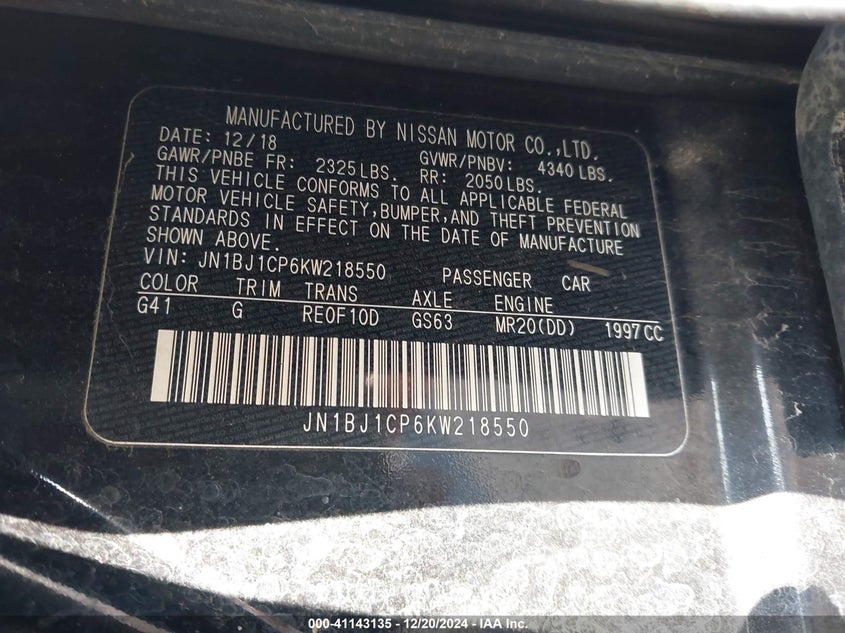 MANUFACTURED BY NISSAN MOTOR CO.,LTD.
DATE: 12/18 GVWR/PNBV: 4340 LBS.
GAWR/PNBE FR: 2325 LBS. RR: 2050 LBS.
THIS VEHICLE CONFORMS TO ALL APPLICABLE FEDERAL
MOTOR VEHICLE SAFETY, BUMPER, AND THEFT PREVENTION
STANDARDS IN EFFECT ON THE DATE OF MANUFACTURE
SHOWN ABOVE.
VIN: JN1BJ1CP6KW218550 PASSENGER CAR
COLOR TRIM TRANS AXLE ENGINE
G41 G RE0F10D GS63 MR20(DD) 1997CC
JN1BJ1CP6KW218550
000-41143135 - 12/20/2024 - IAA Inc.